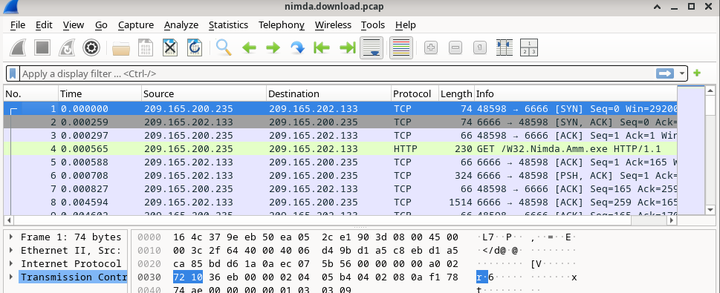 nimda.download.pcap
File Edit View Go Capture Analyze Statistics Telephony Wireless Tools Help
Apply a display filter ... <Ctrl-/>
No. Time Source Destination Protocol Length Info
1 0.000000 209.165.200.235 209.165.202.133 TCP 74 48598 → 6666 [SYN] Seq=0 Win=29200
2 0.000259 209.165.202.133 209.165.200.235 TCP 74 6666 → 48598 [SYN, ACK] Seq=0 Ack=
3 0.000297 209.165.200.235 209.165.202.133 TCP 66 48598 → 6666 [ACK] Seq=1 Ack=1 Win
4 0.000565 209.165.200.235 209.165.202.133 HTTP 230 GET /W32.Nimda.Amm.exe HTTP/1.1
5 0.000588 209.165.202.133 209.165.200.235 TCP 66 6666 → 48598 [ACK] Seq=1 Ack=165 W
6 0.000708 209.165.202.133 209.165.200.235 TCP 324 6666 → 48598 [PSH, ACK] Seq=1 Ack=
7 0.000827 209.165.200.235 209.165.202.133 TCP 66 48598 → 6666 [ACK] Seq=165 Ack=259
8 0.004594 209.165.202.133 209.165.200.235 TCP 1514 6666 → 48598 [ACK] Seq=259 Ack=165
Frame 1: 74 bytes
Ethernet II, Src:
Internet Protocol
Transmission Contr
0000 16 4c 37 9e eb 50 ea 05 2c e1 90 3d 08 00 45 00 ·L7··P·· ,··=··E·
0010 00 3c 2f 64 40 00 40 06 d4 9b d1 a5 c8 eb d1 a5 ·</d@·@· ········
0020 ca 85 bd d6 1a 0a ec 07 5b 56 00 00 00 00 a0 02 ········ [V······
0030 72 10 36 eb 00 00 02 04 05 b4 04 02 08 0a f1 78 r·6····· ·······x
0040 74 ae 00 00 00 00 01 03 03 09